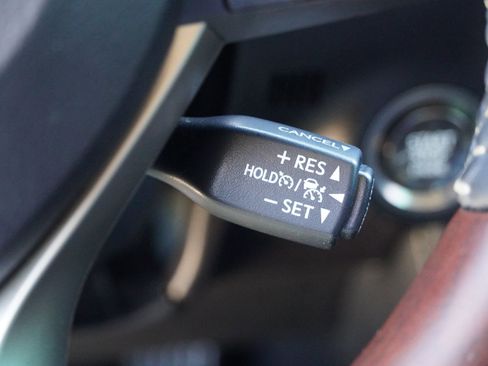 CANCEL
+ RES
HOLD /
− SET